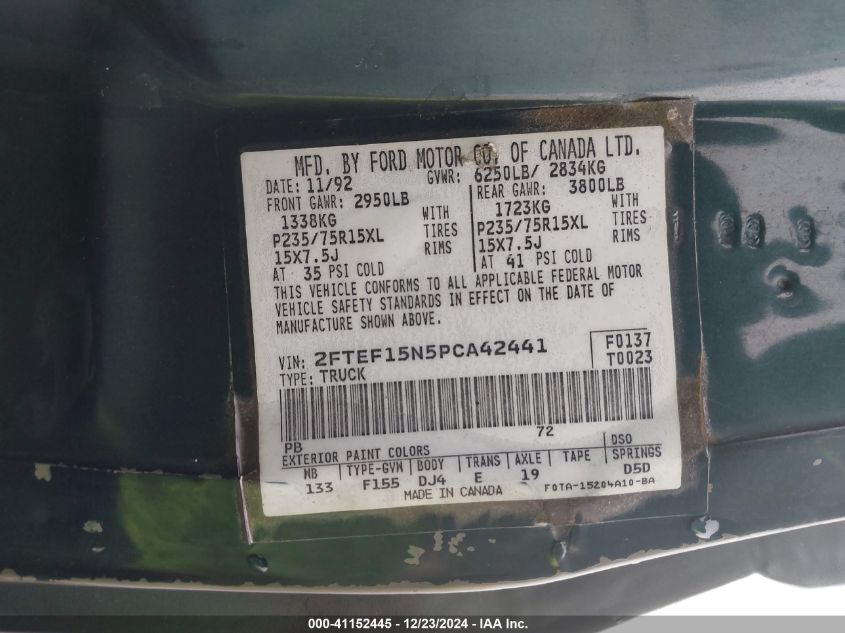 MFD. BY FORD MOTOR CO. OF CANADA LTD.
DATE: 11/92 GVWR: 6250LB/ 2834KG
FRONT GAWR: 2950LB REAR GAWR: 3800LB
1338KG WITH 1723KG WITH
P235/75R15XL TIRES P235/75R15XL TIRES
15X7.5J RIMS 15X7.5J RIMS
AT 35 PSI COLD AT 41 PSI COLD
THIS VEHICLE CONFORMS TO ALL APPLICABLE FEDERAL MOTOR
VEHICLE SAFETY STANDARDS IN EFFECT ON THE DATE OF
MANUFACTURE SHOWN ABOVE.
VIN: 2FTEF15N5PCA42441 F0137
TYPE: TRUCK T0023
PB 72
EXTERIOR PAINT COLORS DSO
WB TYPE-GVW BODY TRANS AXLE TAPE SPRINGS
133 F155 DJ4 E 19 D5D
MADE IN CANADA F0TA-15204A10-BA
000-41152445 - 12/23/2024 - IAA Inc.